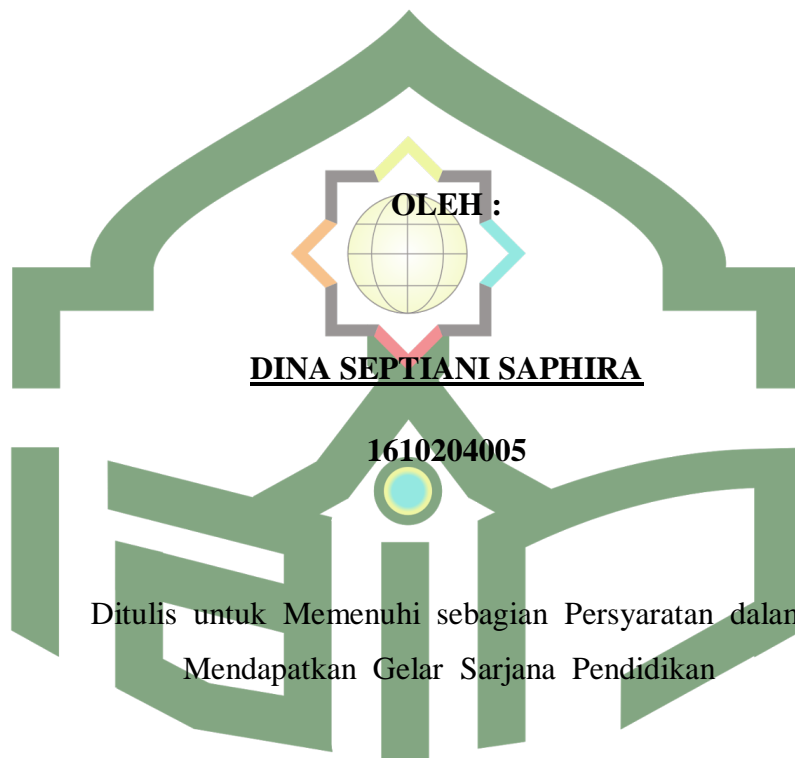 OLEH :
DINA SEPTIANI SAPHIRA
1610204005
Ditulis untuk Memenuhi sebagian Persyaratan dalam
Mendapatkan Gelar Sarjana Pendidikan